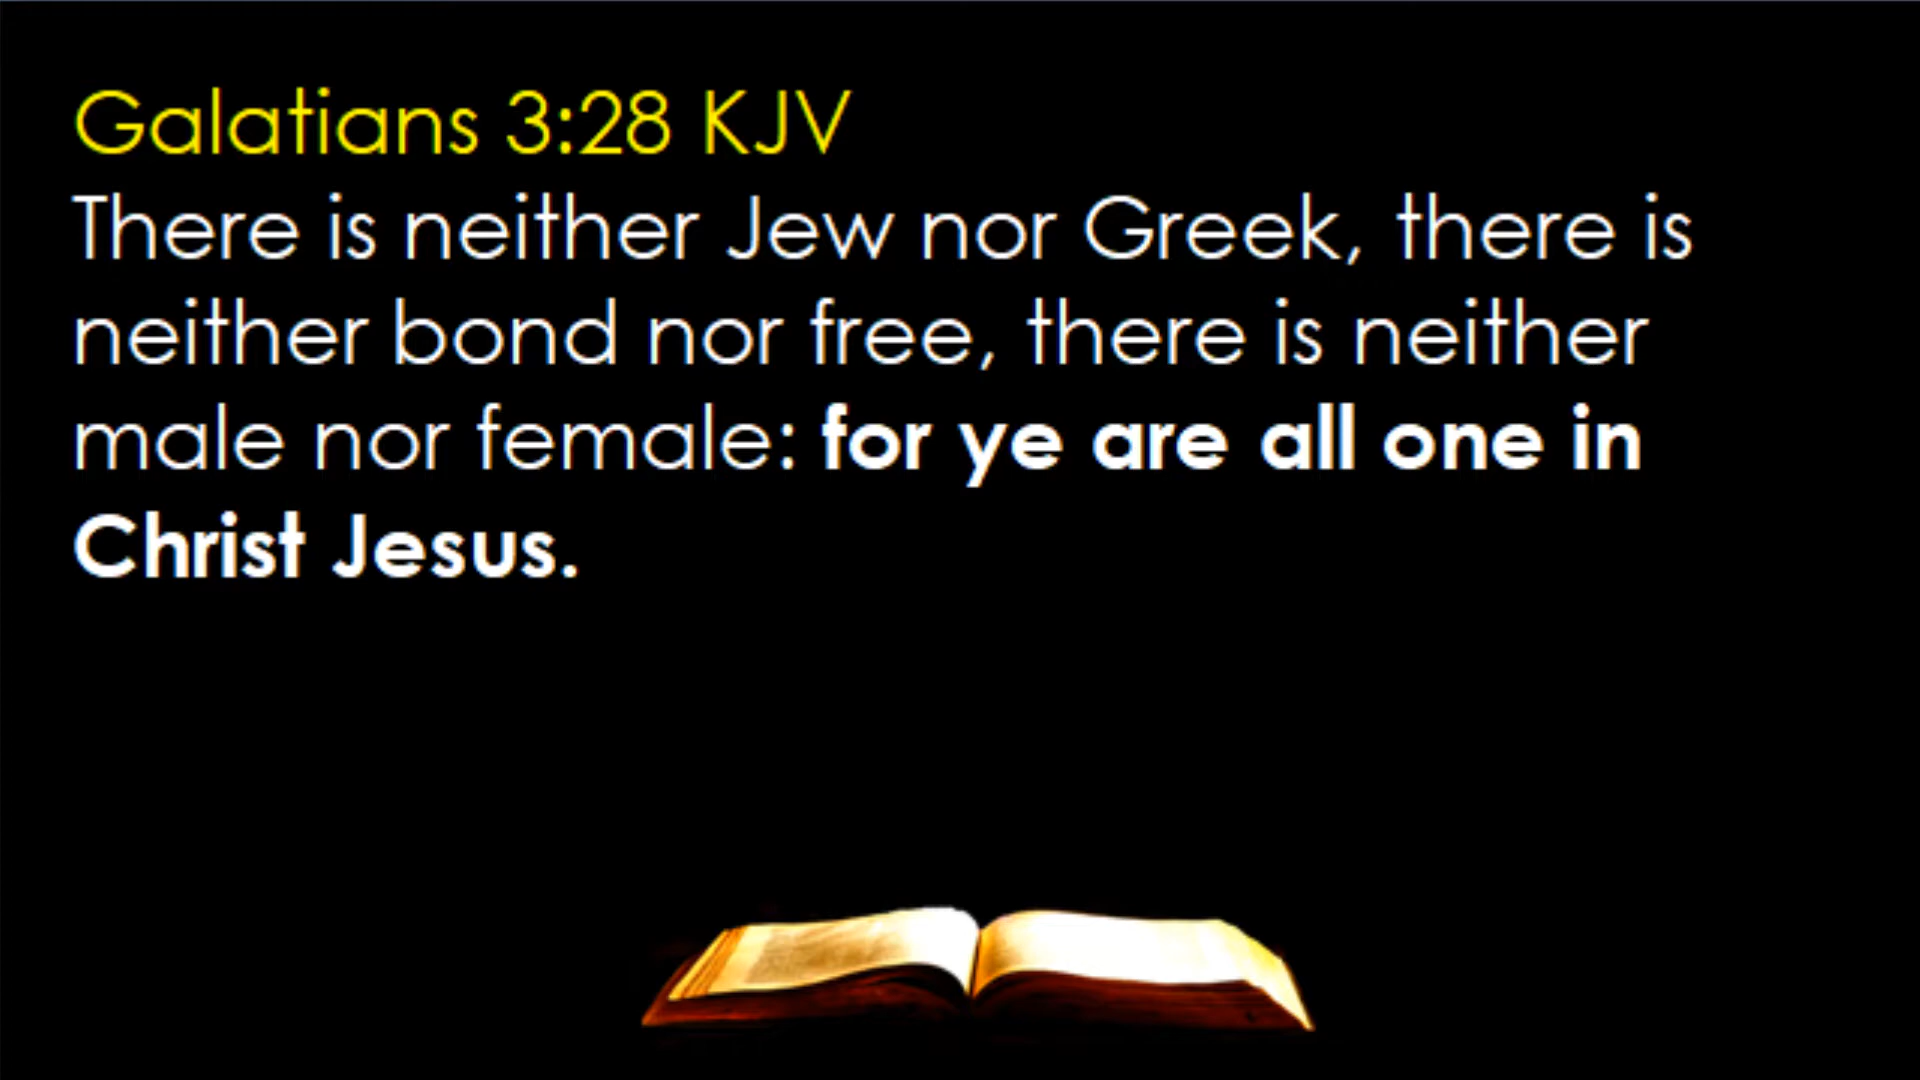 Galatians 3:28 KJV
There is neither Jew nor Greek, there is
neither bond nor free, there is neither
male nor female: for ye are all one in
Christ Jesus.